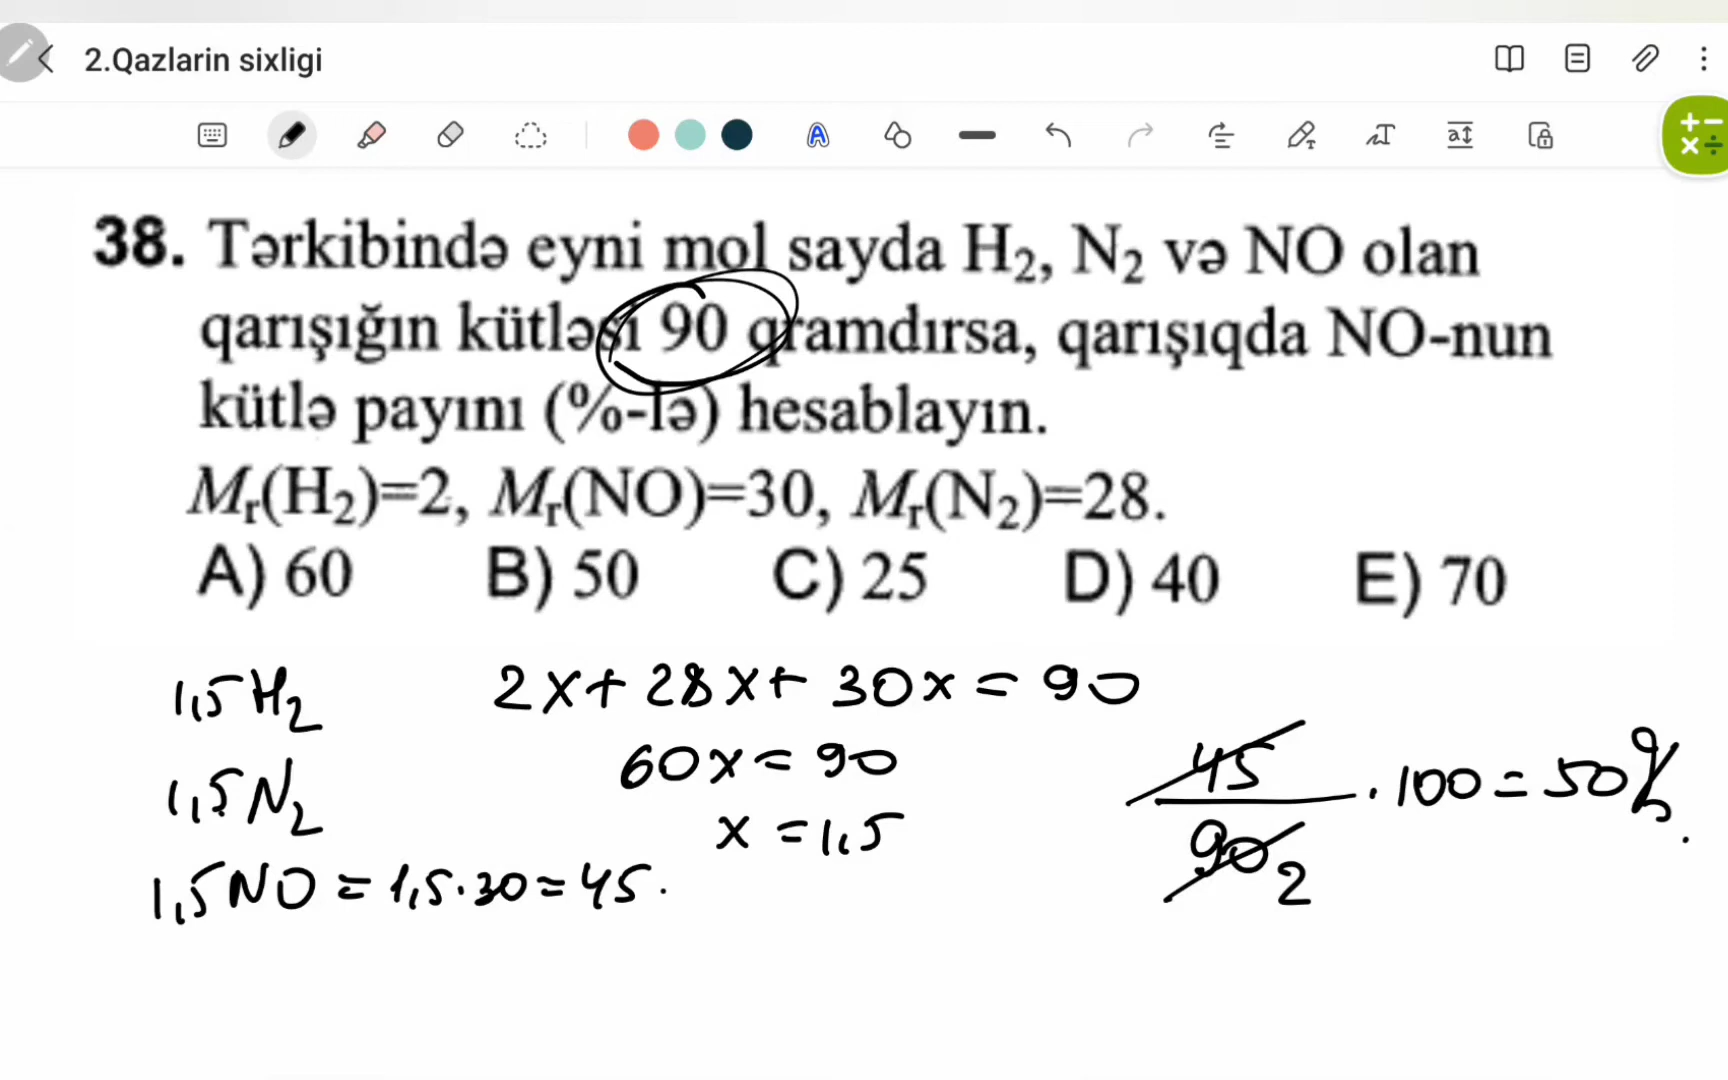 2.Qazlarin sixligi
38. Tərkibində eyni mol sayda H₂, N₂ və NO olan
qarışığın kütləsi 90 qramdırsa, qarışıqda NO-nun
kütlə payını (%-lə) hesablayın.
Mᵣ(H₂)=2, Mᵣ(NO)=30, Mᵣ(N₂)=28.
A) 60 B) 50 C) 25 D) 40 E) 70
1,5H₂
1,5N₂
1,5NO = 1,5·30=45.
2x+28x+30x=90
60x=90
x=1,5
45
90 2
·100=50%.